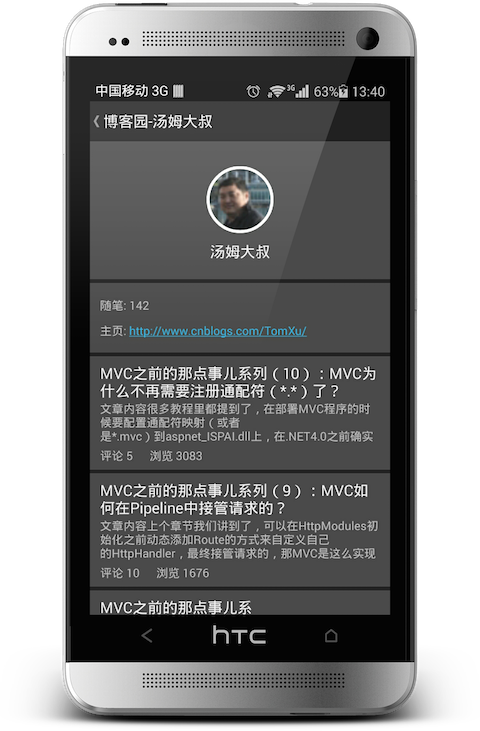 中国移动 3G 3G 63% 13:40
博客园-汤姆大叔
汤姆大叔
随笔: 142
主页: http://www.cnblogs.com/TomXu/
MVC之前的那点事儿系列（10）：MVC为
什么不再需要注册通配符（*.*）了？
文章内容很多教程里都提到了，在部署MVC程序的时
候要配置通配符映射（或者
是*.mvc）到aspnet_ISPAI.dll上，在.NET4.0之前确实
评论 5 浏览 3083
MVC之前的那点事儿系列（9）：MVC如
何在Pipeline中接管请求的？
文章内容上个章节我们讲到了，可以在HttpModules初
始化之前动态添加Route的方式来自定义自己
的HttpHandler，最终接管请求的，那MVC是这么实现
评论 10 浏览 1676
MVC之前的那点事儿系
hTC